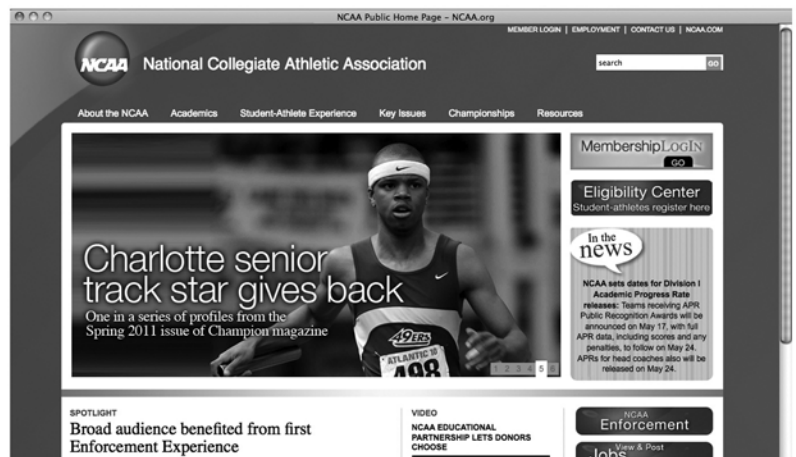 NCAA Public Home Page – NCAA.org
MEMBER LOGIN | EMPLOYMENT | CONTACT US | NCAA.COM
NCAA
National Collegiate Athletic Association
search GO
About the NCAA Academics Student-Athlete Experience Key Issues Championships Resources
Charlotte senior
track star gives back
One in a series of profiles from the
Spring 2011 issue of Champion magazine
49ERS
ATLANTIC 10
498
1 2 3 4 5 6
MembershipLOGIN
GO
Eligibility Center
Student-athletes register here
In the
news
NCAA sets dates for Division I
Academic Progress Rate
releases: Teams receiving APR
Public Recognition Awards will be
announced on May 17, with full
APR data, including scores and any
penalties, to follow on May 24.
APRs for head coaches also will be
released on May 24.
SPOTLIGHT
Broad audience benefited from first
Enforcement Experience
VIDEO
NCAA EDUCATIONAL
PARTNERSHIP LETS DONORS
CHOOSE
NCAA
Enforcement
View & Post
Jobs